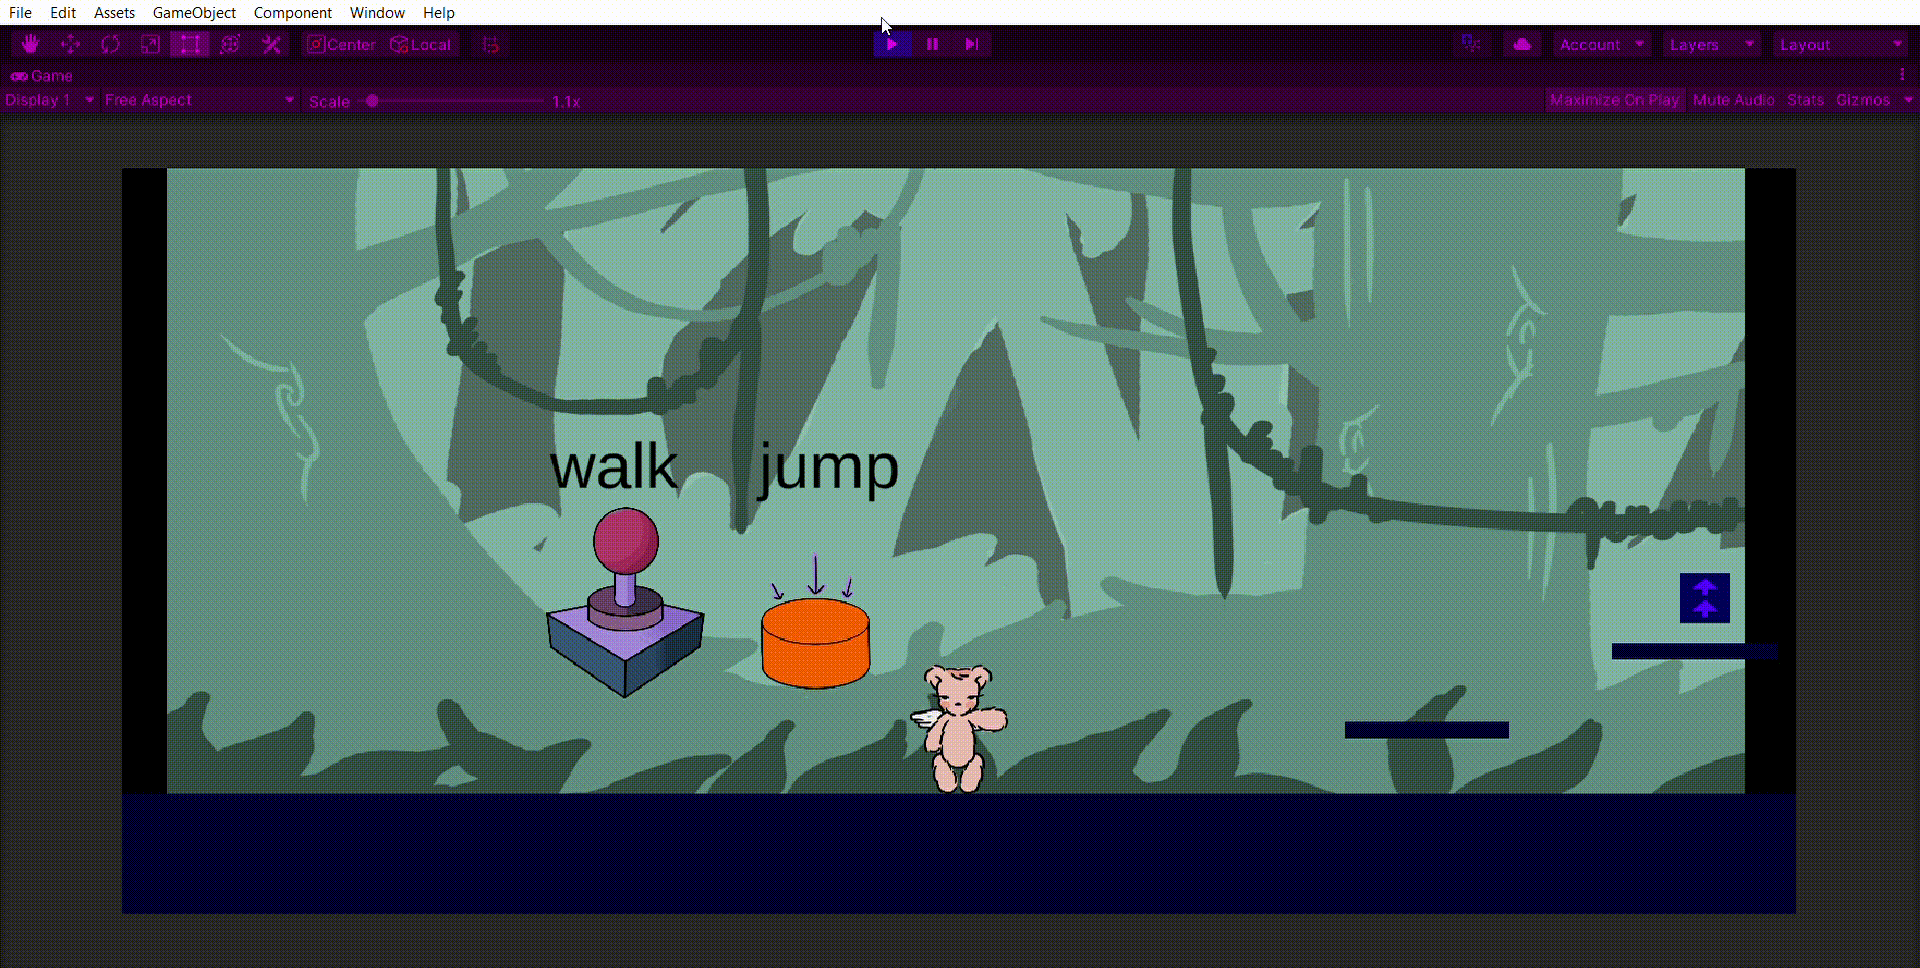 File Edit Assets GameObject Component Window Help
Center Local Account Layers Layout
Game
Display 1 Free Aspect Scale 1.1x Maximize On Play Mute Audio Stats Gizmos
walk jump